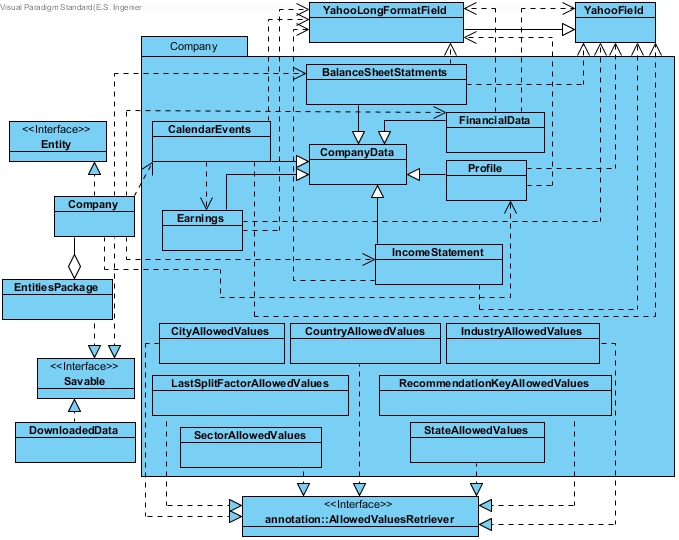 Visual Paradigm Standard(E.S. Ingenier
YahooLongFormatField
YahooField
Company
BalanceSheetStatments
FinancialData
<<Interface>>
Entity
CalendarEvents
CompanyData
Profile
Company
Earnings
IncomeStatement
EntitiesPackage
CityAllowedValues
CountryAllowedValues
IndustryAllowedValues
<<Interface>>
Savable
LastSplitFactorAllowedValues
RecommendationKeyAllowedValues
DownloadedData
SectorAllowedValues
StateAllowedValues
<<Interface>>
annotation::AllowedValuesRetriever